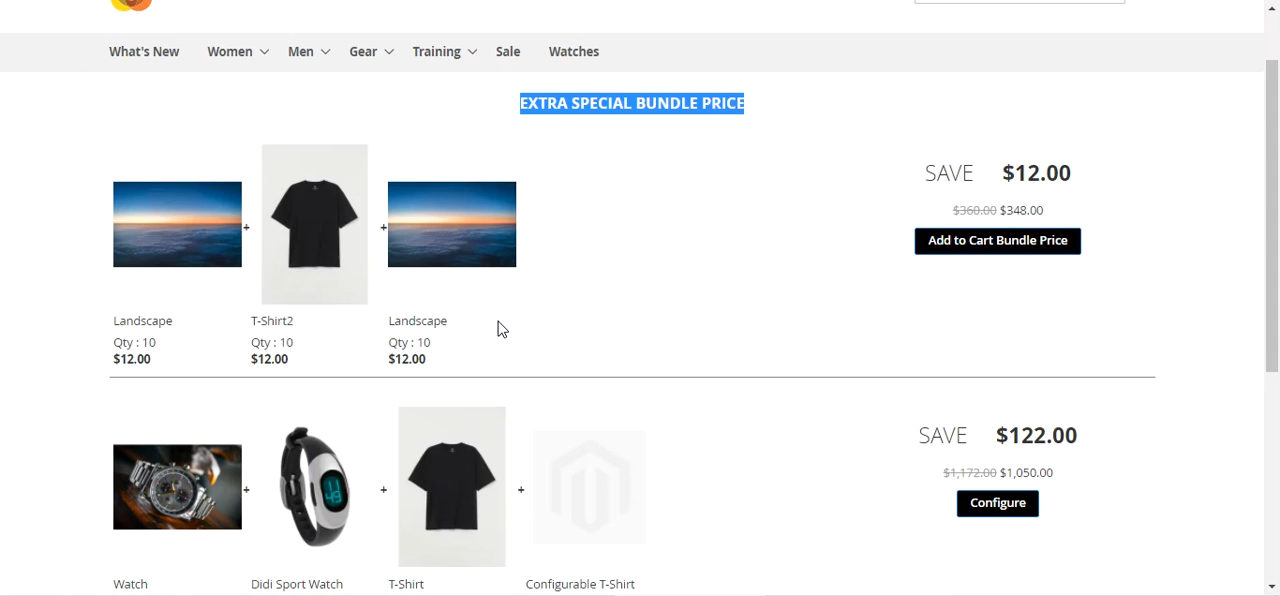 What's New Women Men Gear Training Sale Watches
EXTRA SPECIAL BUNDLE PRICE
+ +
SAVE $12.00
$360.00 $348.00
Add to Cart Bundle Price
Landscape T-Shirt2 Landscape
Qty : 10 Qty : 10 Qty : 10
$12.00 $12.00 $12.00
+ + +
SAVE $122.00
$1,172.00 $1,050.00
Configure
Watch Didi Sport Watch T-Shirt Configurable T-Shirt